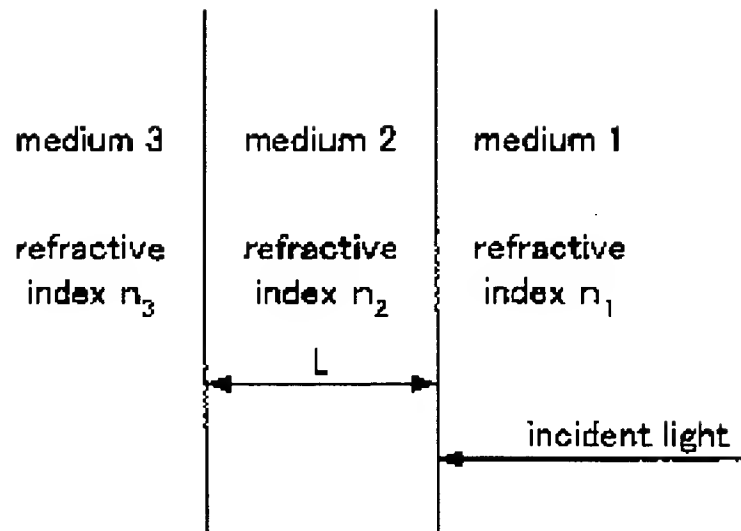 medium 3
medium 2
medium 1
refractive
index n₃
refractive
index n₂
refractive
index n₁
L
incident light